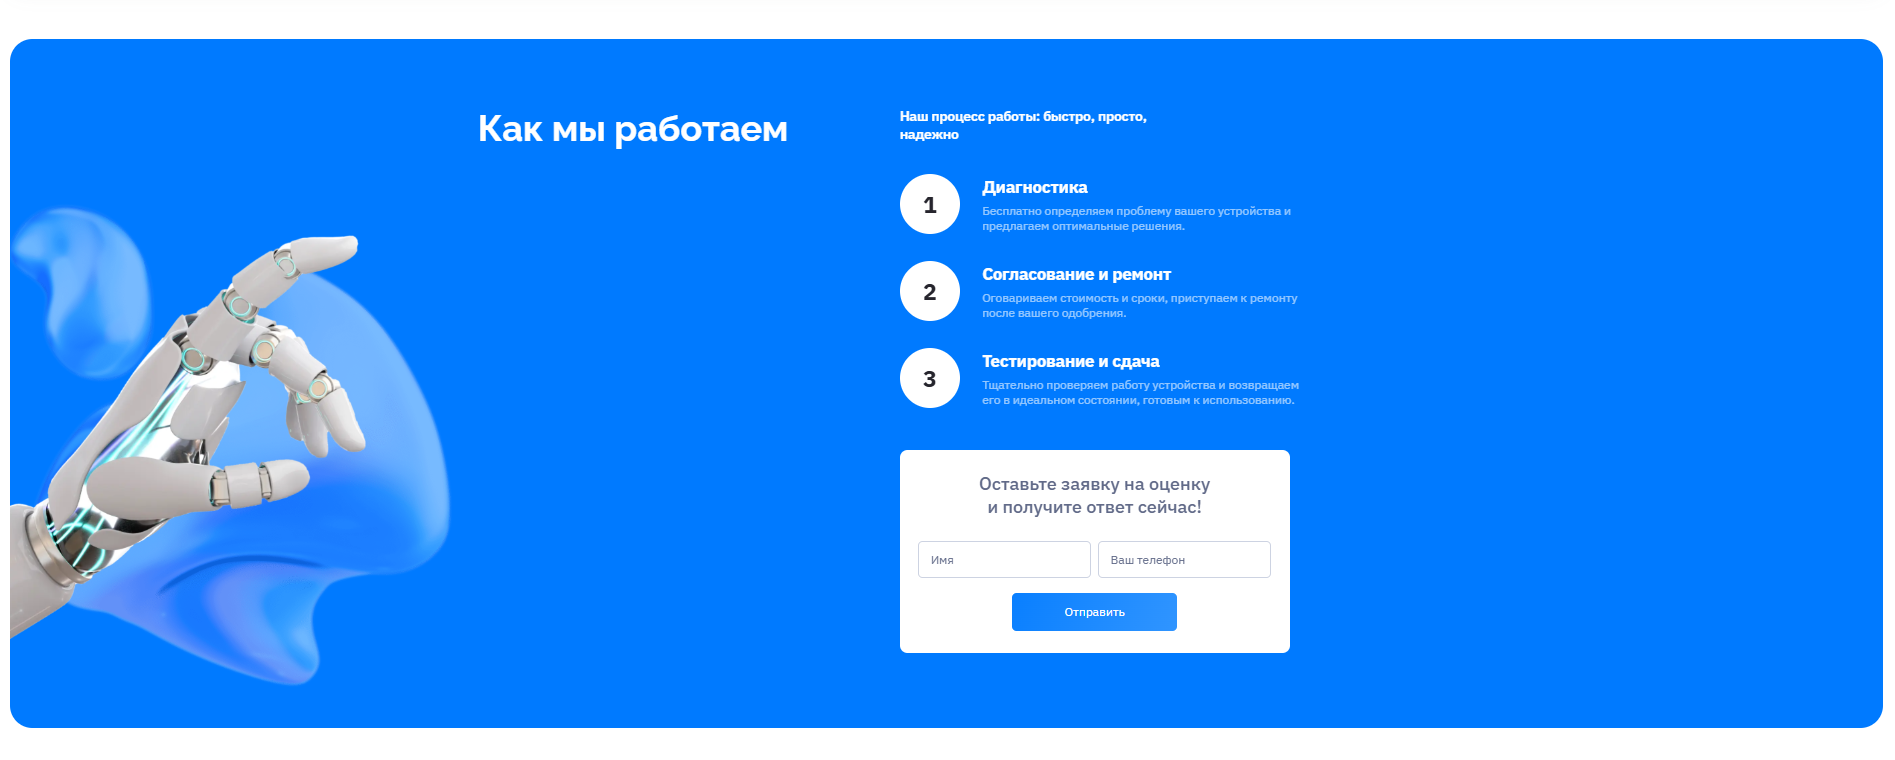 Как мы работаем
Наш процесс работы: быстро, просто,
надежно
1
Диагностика
Бесплатно определяем проблему вашего устройства и
предлагаем оптимальные решения.
2
Согласование и ремонт
Оговариваем стоимость и сроки, приступаем к ремонту
после вашего одобрения.
3
Тестирование и сдача
Тщательно проверяем работу устройства и возвращаем
его в идеальном состоянии, готовым к использованию.
Оставьте заявку на оценку
и получите ответ сейчас!
Имя
Ваш телефон
Отправить